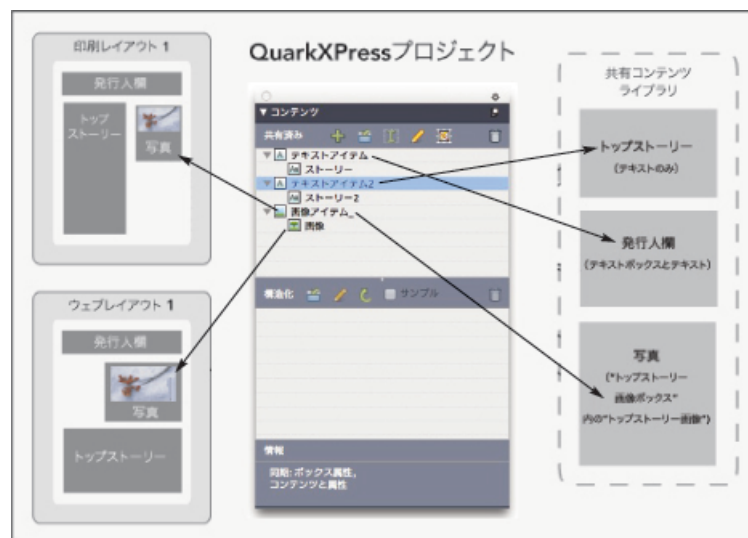 QuarkXPressプロジェクト
印刷レイアウト 1
発行人欄
トップ
ストーリー
写真
ウェブレイアウト 1
発行人欄
写真
トップストーリー
コンテンツ
共有済み
テキストアイテム
ストーリー
テキストアイテム2
ストーリー2
画像アイテム_
画像
構造化
サンプル
情報
同期: ボックス属性,
コンテンツと属性
共有コンテンツ
ライブラリ
トップストーリー
(テキストのみ)
発行人欄
(テキストボックスとテキスト)
写真
("トップストーリー
画像ボックス"
内の"トップストーリー画像")